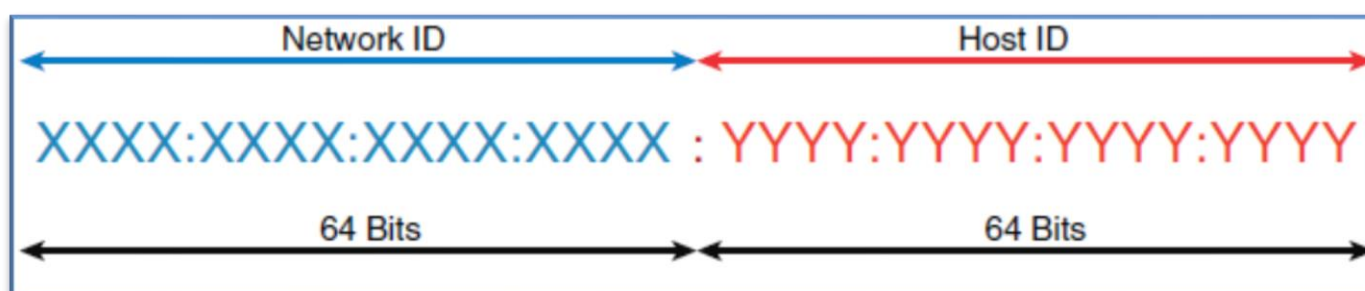 Network ID Host ID
XXXX:XXXX:XXXX:XXXX : YYYY:YYYY:YYYY:YYYY
64 Bits 64 Bits